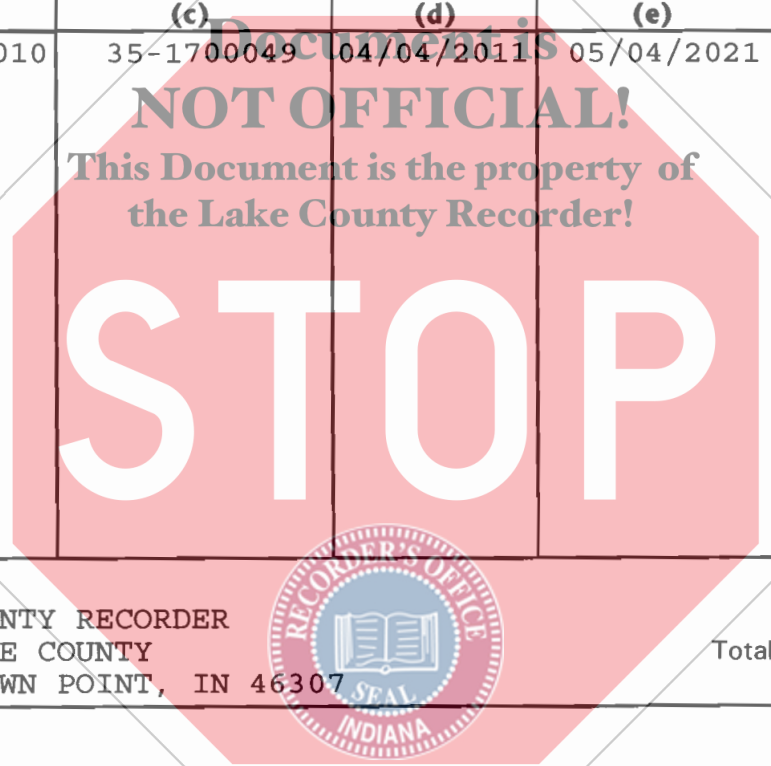 (c) (d) (e)
Document is
010 35-1700049 04/04/2011 05/04/2021
NOT OFFICIAL!
This Document is the property of
the Lake County Recorder!
STOP
RECORDER'S OFFICE
SEAL
INDIANA
NTY RECORDER
E COUNTY Total
WN POINT, IN 46307